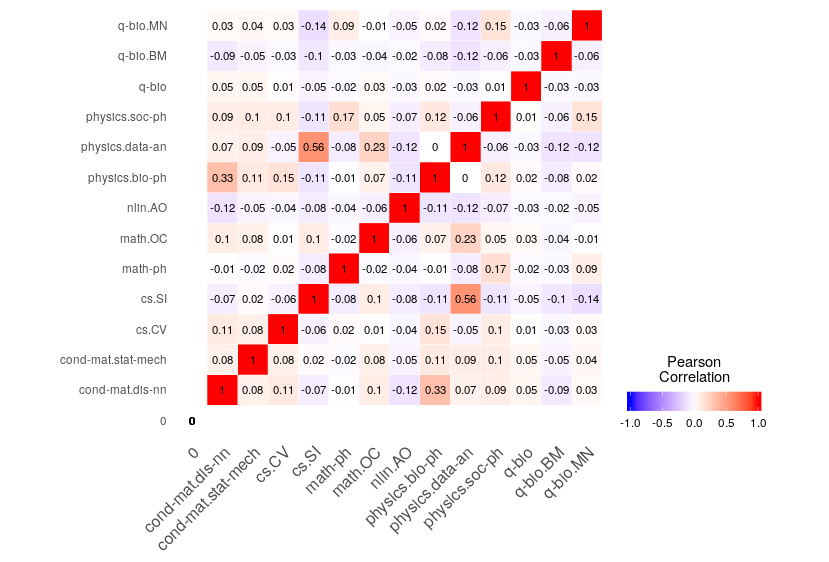 q-bio.MN 0.03 0.04 0.03 -0.14 0.09 -0.01 -0.05 0.02 -0.12 0.15 -0.03 -0.06 1
q-bio.BM -0.09 -0.05 -0.03 -0.1 -0.03 -0.04 -0.02 -0.08 -0.12 -0.06 -0.03 1 -0.06
q-bio 0.05 0.05 0.01 -0.05 -0.02 0.03 -0.03 0.02 -0.03 0.01 1 -0.03 -0.03
physics.soc-ph 0.09 0.1 0.1 -0.11 0.17 0.05 -0.07 0.12 -0.06 1 0.01 -0.06 0.15
physics.data-an 0.07 0.09 -0.05 0.56 -0.08 0.23 -0.12 0 1 -0.06 -0.03 -0.12 -0.12
physics.bio-ph 0.33 0.11 0.15 -0.11 -0.01 0.07 -0.11 1 0 0.12 0.02 -0.08 0.02
nlin.AO -0.12 -0.05 -0.04 -0.08 -0.04 -0.06 1 -0.11 -0.12 -0.07 -0.03 -0.02 -0.05
math.OC 0.1 0.08 0.01 0.1 -0.02 1 -0.06 0.07 0.23 0.05 0.03 -0.04 -0.01
math-ph -0.01 -0.02 0.02 -0.08 1 -0.02 -0.04 -0.01 -0.08 0.17 -0.02 -0.03 0.09
cs.SI -0.07 0.02 -0.06 1 -0.08 0.1 -0.08 -0.11 0.56 -0.11 -0.05 -0.1 -0.14
cs.CV 0.11 0.08 1 -0.06 0.02 0.01 -0.04 0.15 -0.05 0.1 0.01 -0.03 0.03
cond-mat.stat-mech 0.08 1 0.08 0.02 -0.02 0.08 -0.05 0.11 0.09 0.1 0.05 -0.05 0.04
cond-mat.dis-nn 1 0.08 0.11 -0.07 -0.01 0.1 -0.12 0.33 0.07 0.09 0.05 -0.09 0.03
0 0
0
cond-mat.dis-nn
cond-mat.stat-mech
cs.CV
cs.SI
math-ph
math.OC
nlin.AO
physics.bio-ph
physics.data-an
physics.soc-ph
q-bio
q-bio.BM
q-bio.MN
Pearson
Correlation
-1.0 -0.5 0.0 0.5 1.0